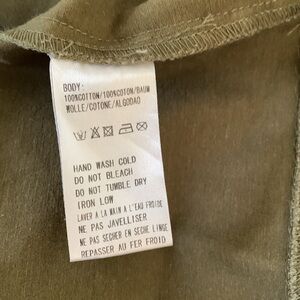 BODY:
100%COTTON/100%COTON/BAUM
WOLLE/COTONE/ALGODAO
HAND WASH COLD
DO NOT BLEACH
DO NOT TUMBLE DRY
IRON LOW
LAVER A LA MAIN A L'EAU FROIDE
NE PAS JAVELLISER
NE PAS SECHER EN SECHE LINGE
REPASSER AU FER FROID